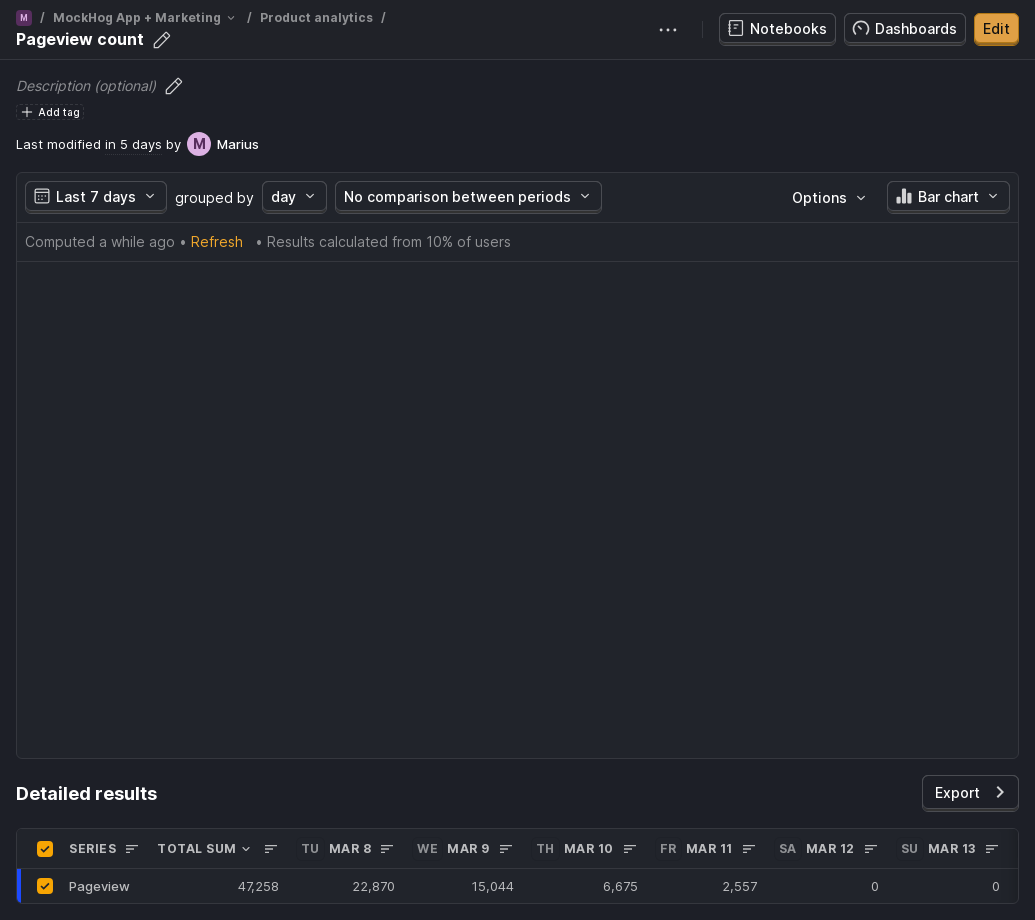 M / MockHog App + Marketing / Product analytics /
Pageview count
Notebooks
Dashboards
Edit
Description (optional)
Add tag
Last modified in 5 days by M Marius
Last 7 days grouped by day No comparison between periods Options Bar chart
Computed a while ago • Refresh • Results calculated from 10% of users
Detailed results
Export
SERIES TOTAL SUM TU MAR 8 WE MAR 9 TH MAR 10 FR MAR 11 SA MAR 12 SU MAR 13
Pageview 47,258 22,870 15,044 6,675 2,557 0 0